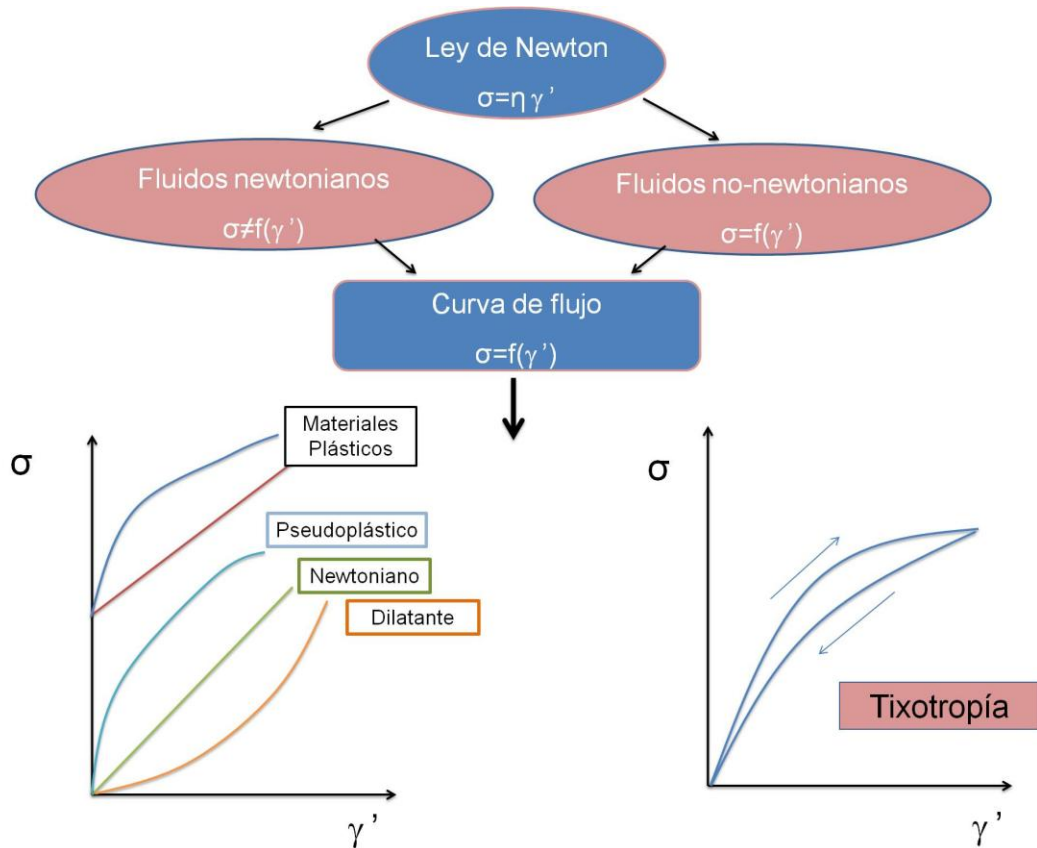 Ley de Newton
σ=η γ ’
Fluidos newtonianos
σ≠f(γ ’)
Fluidos no-newtonianos
σ=f(γ ’)
Curva de flujo
σ=f(γ ’)
σ
Materiales
Plásticos
Pseudoplástico
Newtoniano
Dilatante
γ ’
σ
Tixotropía
γ ’